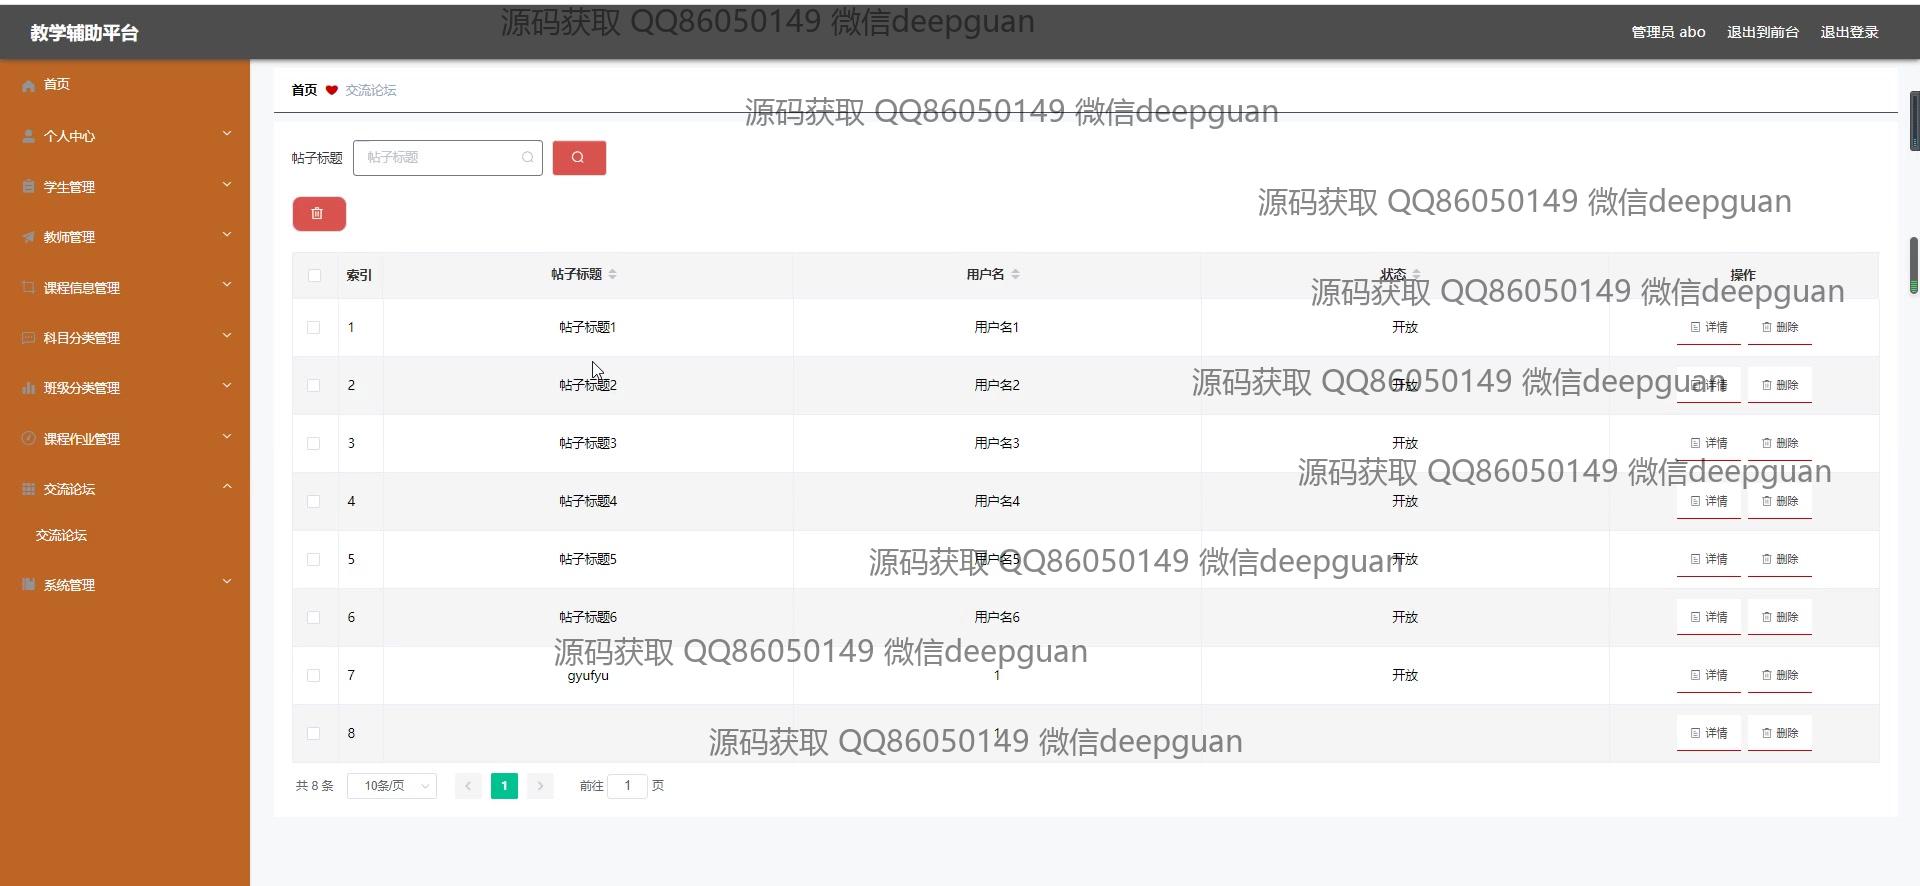 源码获取 QQ86050149 微信deepguan
教学辅助平台
管理员 abo 退出到前台 退出登录
首页
个人中心
学生管理
教师管理
课程信息管理
科目分类管理
班级分类管理
课程作业管理
交流论坛
交流论坛
系统管理
首页 交流论坛
源码获取 QQ86050149 微信deepguan
帖子标题 帖子标题
源码获取 QQ86050149 微信deepguan
索引 帖子标题 用户名 状态 操作
源码获取 QQ86050149 微信deepguan
1 帖子标题1 用户名1 开放 详情 删除
源码获取 QQ86050149 微信deepguan
2 帖子标题2 用户名2 开放 详情 删除
3 帖子标题3 用户名3 开放 详情 删除
源码获取 QQ86050149 微信deepguan
4 帖子标题4 用户名4 开放 详情 删除
源码获取 QQ86050149 微信deepguan
5 帖子标题5 用户名5 开放 详情 删除
6 帖子标题6 用户名6 开放 详情 删除
源码获取 QQ86050149 微信deepguan
7 gyufyu 1 开放 详情 删除
8 1 详情 删除
源码获取 QQ86050149 微信deepguan
共 8 条 10条/页 1 前往 1 页